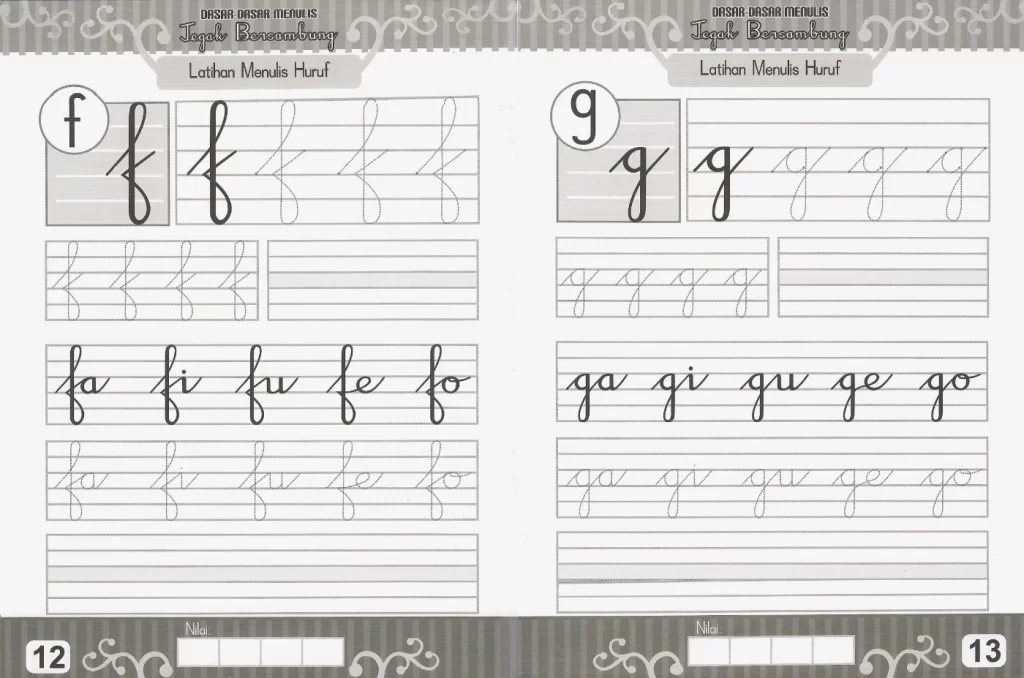 DASAR-DASAR MENULIS
Tegak Bersambung
Latihan Menulis Huruf
f
f f f f f
f f f f
fa fi fu fe fo
fa fi fu fe fo
Nilai:
12
DASAR-DASAR MENULIS
Tegak Bersambung
Latihan Menulis Huruf
g
g g g g g
g g g g
ga gi gu ge go
ga gi gu ge go
Nilai:
13